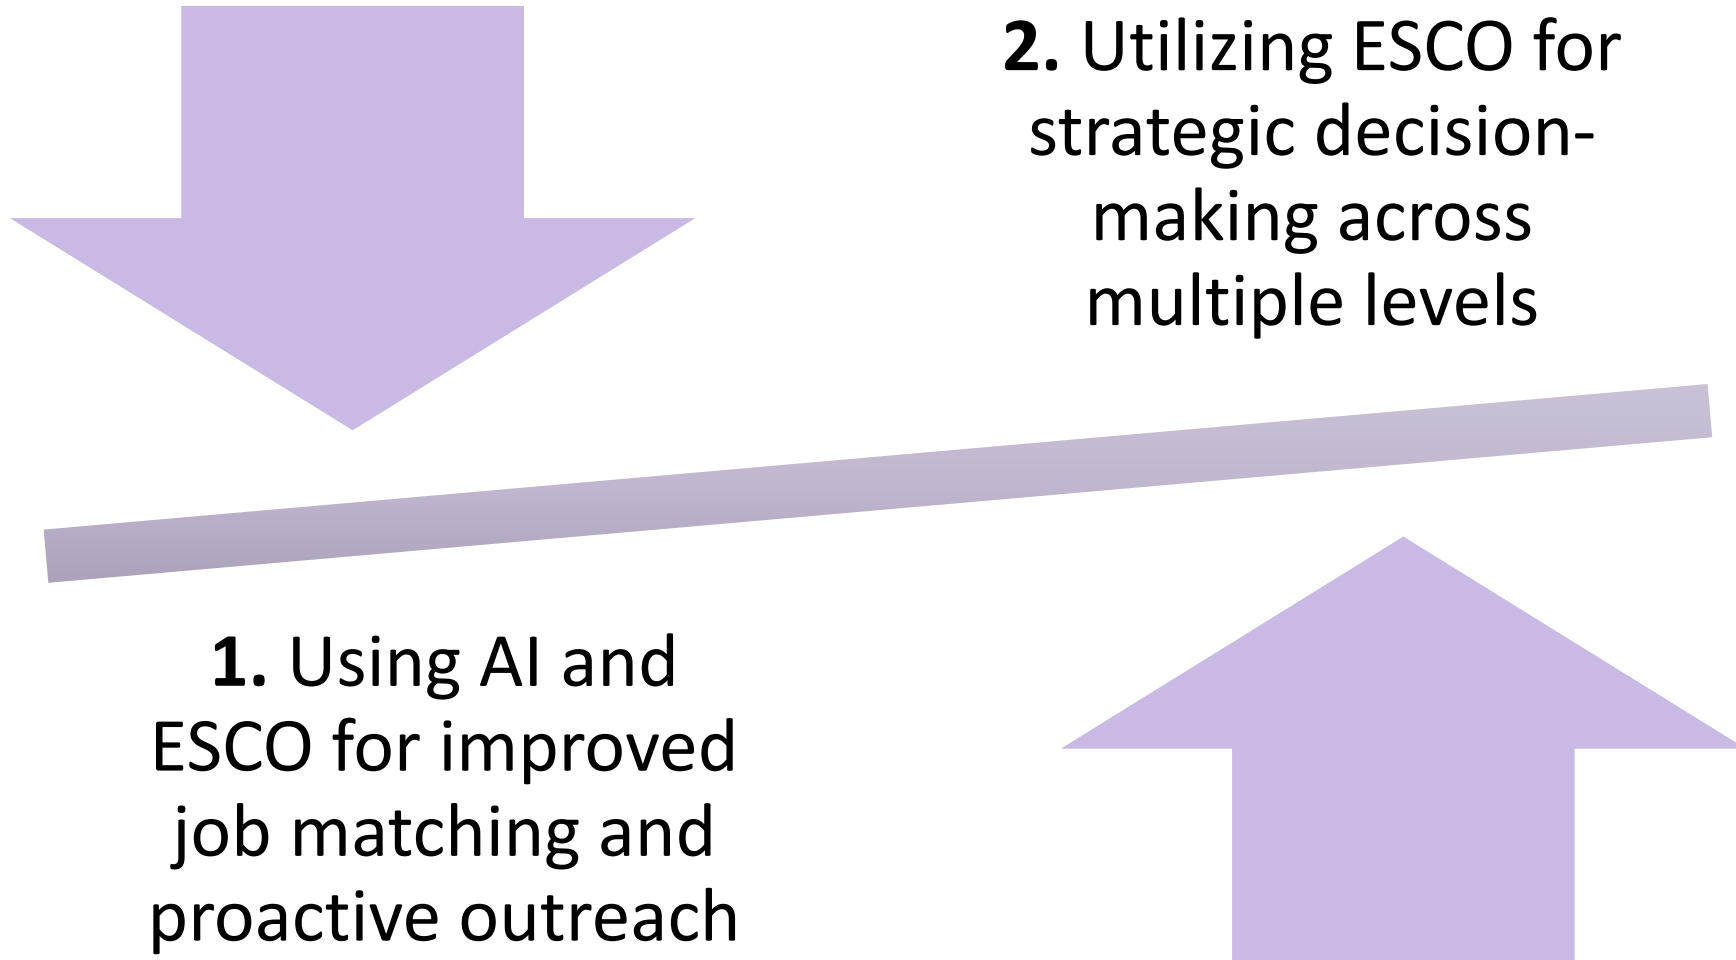 2. Utilizing ESCO for
strategic decision-
making across
multiple levels
1. Using AI and
ESCO for improved
job matching and
proactive outreach